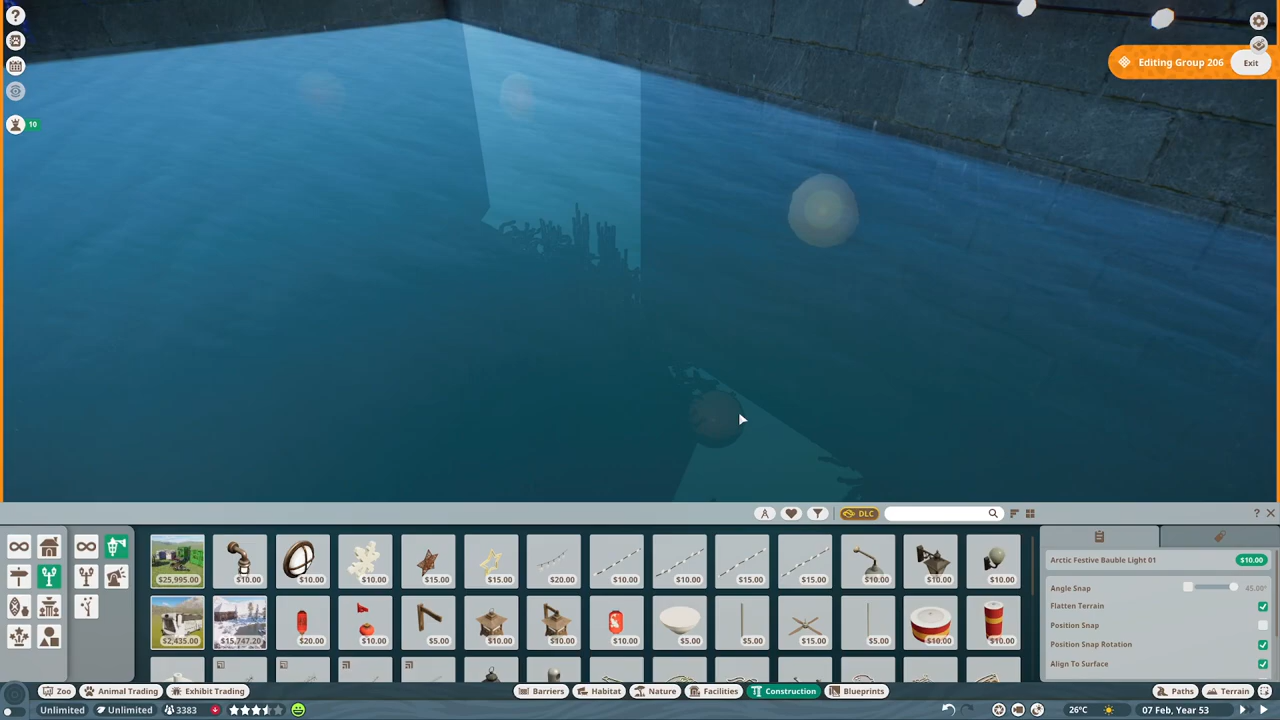 ?
Editing Group 206 Exit
10
DLC
? ×
$25,995.00 $10.00 $10.00 $10.00 $15.00 $15.00 $20.00 $10.00 $10.00 $15.00 $15.00 $10.00 $10.00 $10.00
$2,435.00 $15,747.20 $20.00 $10.00 $5.00 $10.00 $10.00 $10.00 $5.00 $5.00 $15.00 $5.00 $10.00 $10.00
Arctic Festive Bauble Light 01 $10.00
Angle Snap 45.00°
Flatten Terrain
Position Snap
Position Snap Rotation
Align To Surface
Zoo Animal Trading Exhibit Trading Barriers Habitat Nature Facilities Construction Blueprints Paths Terrain
Unlimited Unlimited 3383 26°C 07 Feb, Year 53